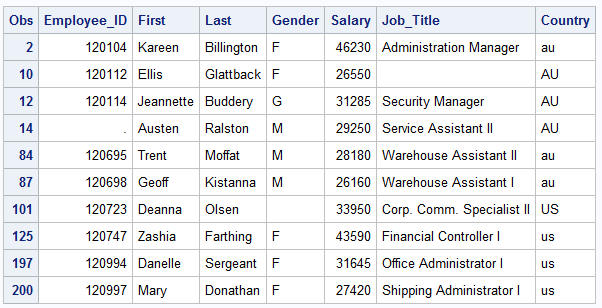 Obs Employee_ID First Last Gender Salary Job_Title Country
2 120104 Kareen Billington F 46230 Administration Manager au
10 120112 Ellis Glattback F 26550 AU
12 120114 Jeannette Buddery G 31285 Security Manager AU
14 . Austen Ralston M 29250 Service Assistant II AU
84 120695 Trent Moffat M 28180 Warehouse Assistant II au
87 120698 Geoff Kistanna M 26160 Warehouse Assistant I au
101 120723 Deanna Olsen 33950 Corp. Comm. Specialist II US
125 120747 Zashia Farthing F 43590 Financial Controller I us
197 120994 Danelle Sergeant F 31645 Office Administrator I us
200 120997 Mary Donathan F 27420 Shipping Administrator I us